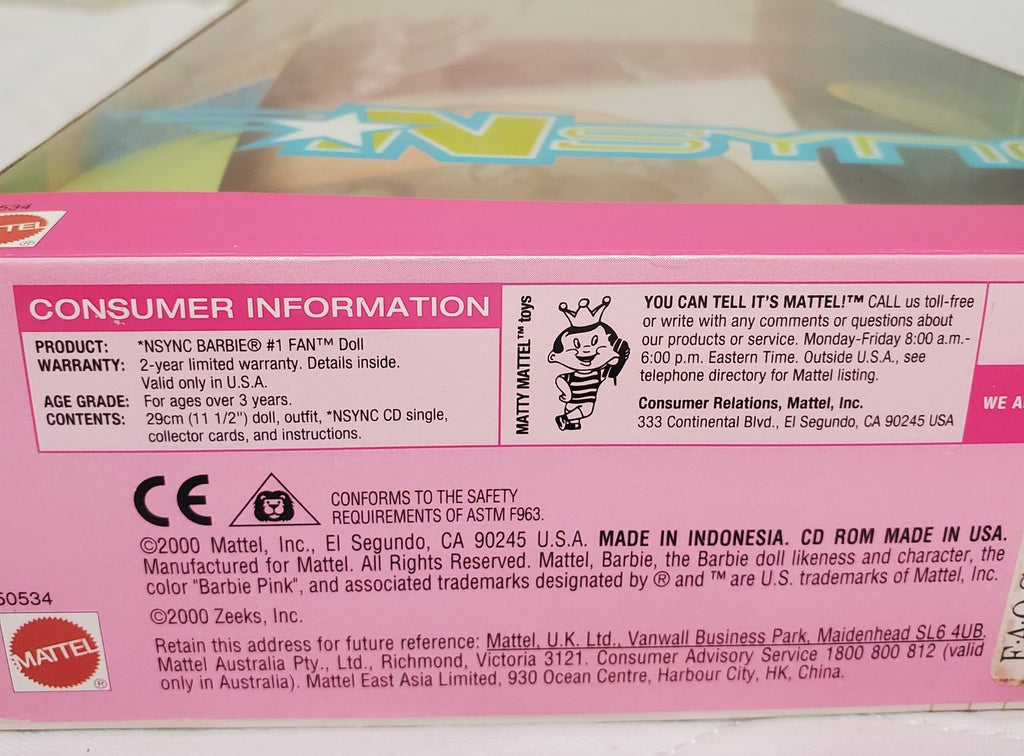 *NSYN
534
TEL
®
CONSUMER INFORMATION
PRODUCT: *NSYNC BARBIE® #1 FAN™ Doll
WARRANTY: 2-year limited warranty. Details inside.
Valid only in U.S.A.
AGE GRADE: For ages over 3 years.
CONTENTS: 29cm (11 1/2") doll, outfit, *NSYNC CD single,
collector cards, and instructions.
MATTY MATTEL™ toys
YOU CAN TELL IT'S MATTEL!™ CALL us toll-free
or write with any comments or questions about
our products or service. Monday-Friday 8:00 a.m.-
6:00 p.m. Eastern Time. Outside U.S.A., see
telephone directory for Mattel listing.
Consumer Relations, Mattel, Inc.
333 Continental Blvd., El Segundo, CA 90245 USA
WE A
CE
CONFORMS TO THE SAFETY
REQUIREMENTS OF ASTM F963.
©2000 Mattel, Inc., El Segundo, CA 90245 U.S.A. MADE IN INDONESIA. CD ROM MADE IN USA.
Manufactured for Mattel. All Rights Reserved. Mattel, Barbie, the Barbie doll likeness and character, the
color "Barbie Pink", and associated trademarks designated by ® and ™ are U.S. trademarks of Mattel, Inc.
50534
©2000 Zeeks, Inc.
MATTEL
®
Retain this address for future reference: Mattel, U.K. Ltd., Vanwall Business Park, Maidenhead SL6 4UB.
Mattel Australia Pty., Ltd., Richmond, Victoria 3121. Consumer Advisory Service 1800 800 812 (valid
only in Australia). Mattel East Asia Limited, 930 Ocean Centre, Harbour City, HK, China.
F.A.O